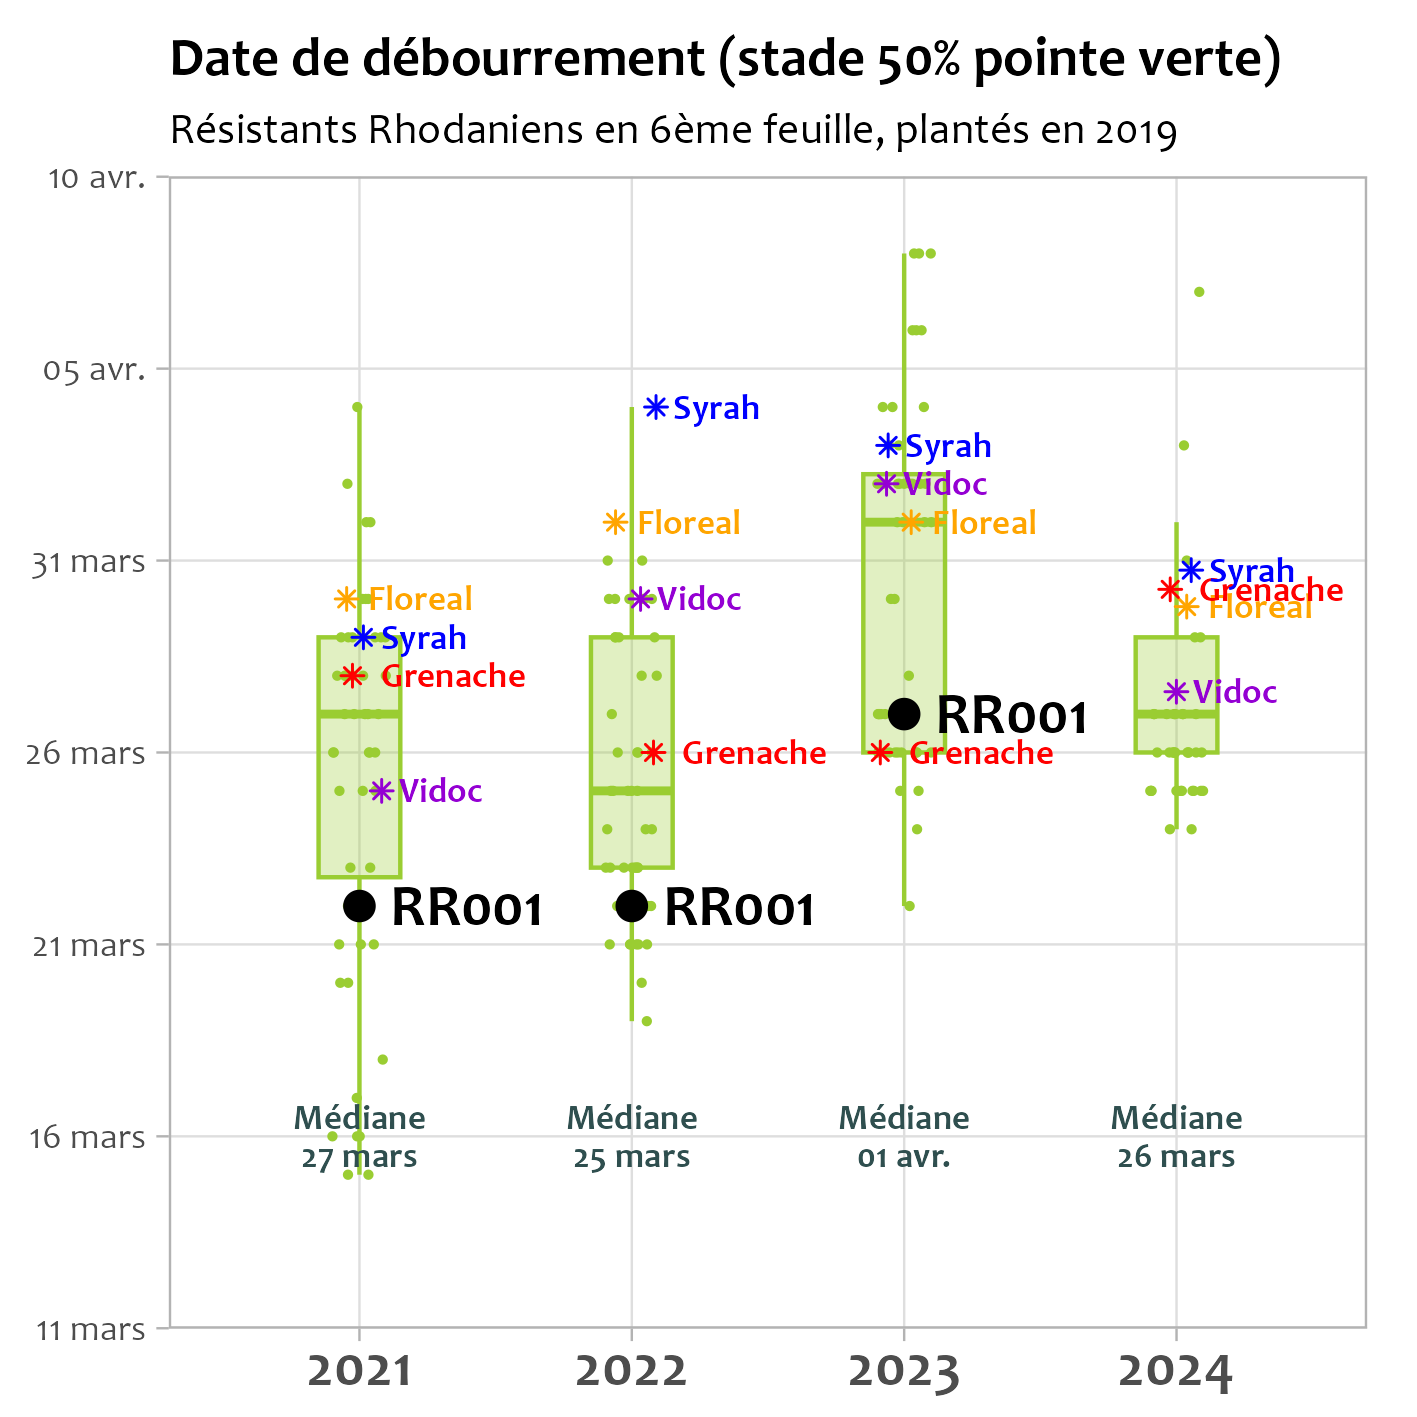 Date de débourrement (stade 50% pointe verte)
Résistants Rhodaniens en 6ème feuille, plantés en 2019
10 avr.
05 avr.
31 mars
26 mars
21 mars
16 mars
11 mars
Floreal
Syrah
Grenache
Vidoc
RR001
Médiane
27 mars
Syrah
Floreal
Vidoc
Grenache
RR001
Médiane
25 mars
Syrah
Vidoc
Floreal
RR001
Grenache
Médiane
01 avr.
Syrah
Grenache
Floreal
Vidoc
Médiane
26 mars
2021
2022
2023
2024